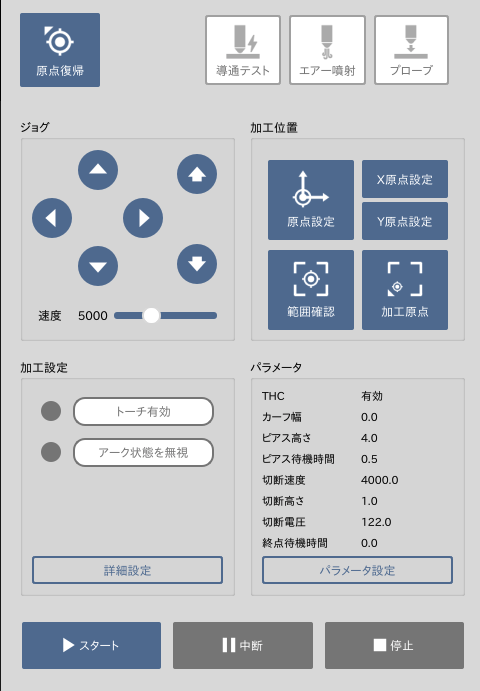 原点復帰
導通テスト
エアー噴射
プローブ
ジョグ
速度 5000
加工位置
原点設定
X原点設定
Y原点設定
範囲確認
加工原点
加工設定
トーチ有効
アーク状態を無視
詳細設定
パラメータ
THC 有効
カーフ幅 0.0
ピアス高さ 4.0
ピアス待機時間 0.5
切断速度 4000.0
切断高さ 1.0
切断電圧 122.0
終点待機時間 0.0
パラメータ設定
スタート
中断
停止